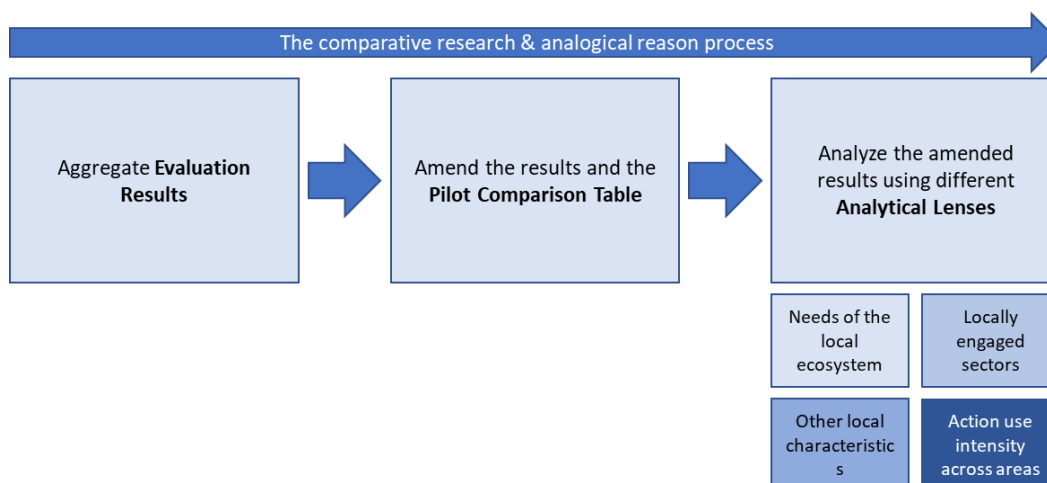 The comparative research & analogical reason process
Aggregate Evaluation
Results
Amend the results and the
Pilot Comparison Table
Analyze the amended
results using different
Analytical Lenses
Needs of the
local
ecosystem
Locally
engaged
sectors
Other local
characteristic
s
Action use
intensity
across areas